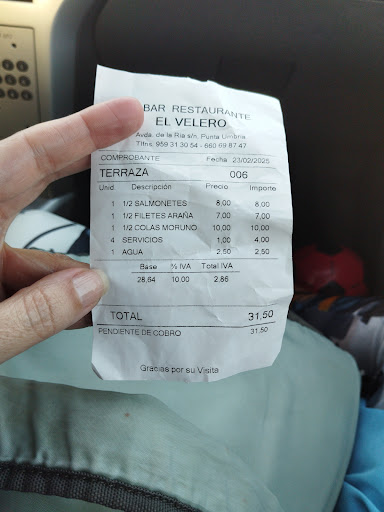 BAR RESTAURANTE
EL VELERO
Avda. de la Ria s/n. Punta Umbria
Tlfns. 959 31 30 54 - 660 69 87 47
COMPROBANTE Fecha 23/02/2025
TERRAZA 006
Unid. Descripción Precio Importe
1 1/2 SALMONETES 8,00 8,00
1 1/2 FILETES ARAÑA 7,00 7,00
1 1/2 COLAS MORUNO 10,00 10,00
4 SERVICIOS 1,00 4,00
1 AGUA 2,50 2,50
Base % IVA Total IVA
28,64 10,00 2,86
TOTAL 31,50
PENDIENTE DE COBRO 31,50
Gracias por su Visita